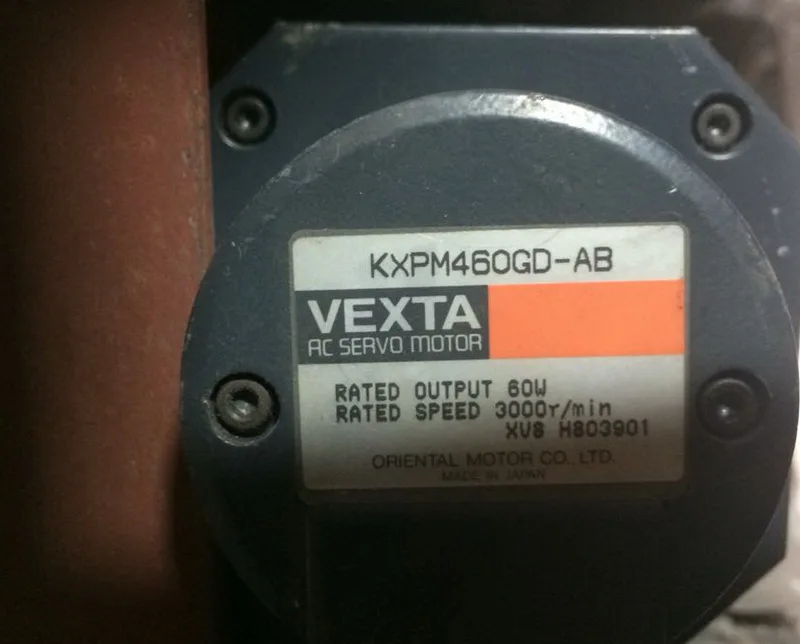 KXPM460GD-AB
VEXTA
AC SERVO MOTOR
RATED OUTPUT 60W
RATED SPEED 3000r/min
XV8 H803901
ORIENTAL MOTOR CO., LTD.
MADE IN JAPAN